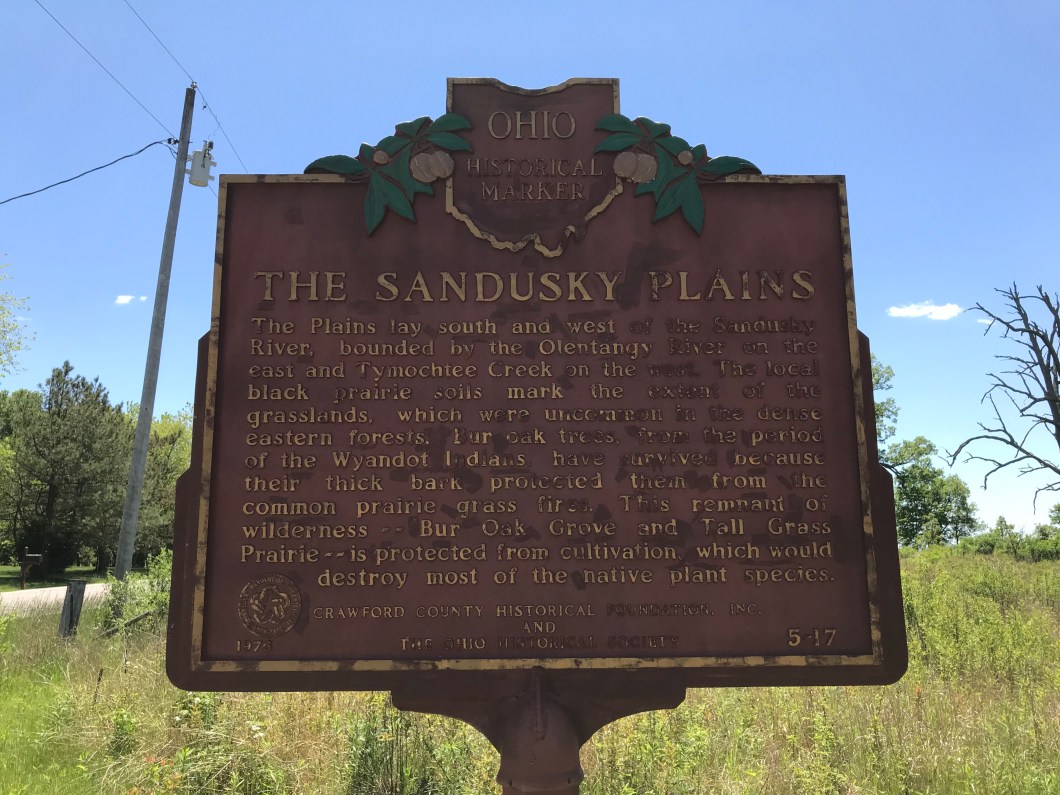 OHIO
HISTORICAL
MARKER
THE SANDUSKY PLAINS
The Plains lay south and west of the Sandusky
River, bounded by the Olentangy River on the
east and Tymochtee Creek on the west. The local
black prairie soils mark the extent of the
grasslands, which were uncommon in the dense
eastern forests. Bur oak trees, from the period
of the Wyandot Indians, have survived because
their thick bark protected them from the
common prairie grass fires. This remnant of
wilderness -- Bur Oak Grove and Tall Grass
Prairie -- is protected from cultivation, which would
destroy most of the native plant species.
CRAWFORD COUNTY HISTORICAL FOUNDATION, INC.
AND
THE OHIO HISTORICAL SOCIETY
5-17